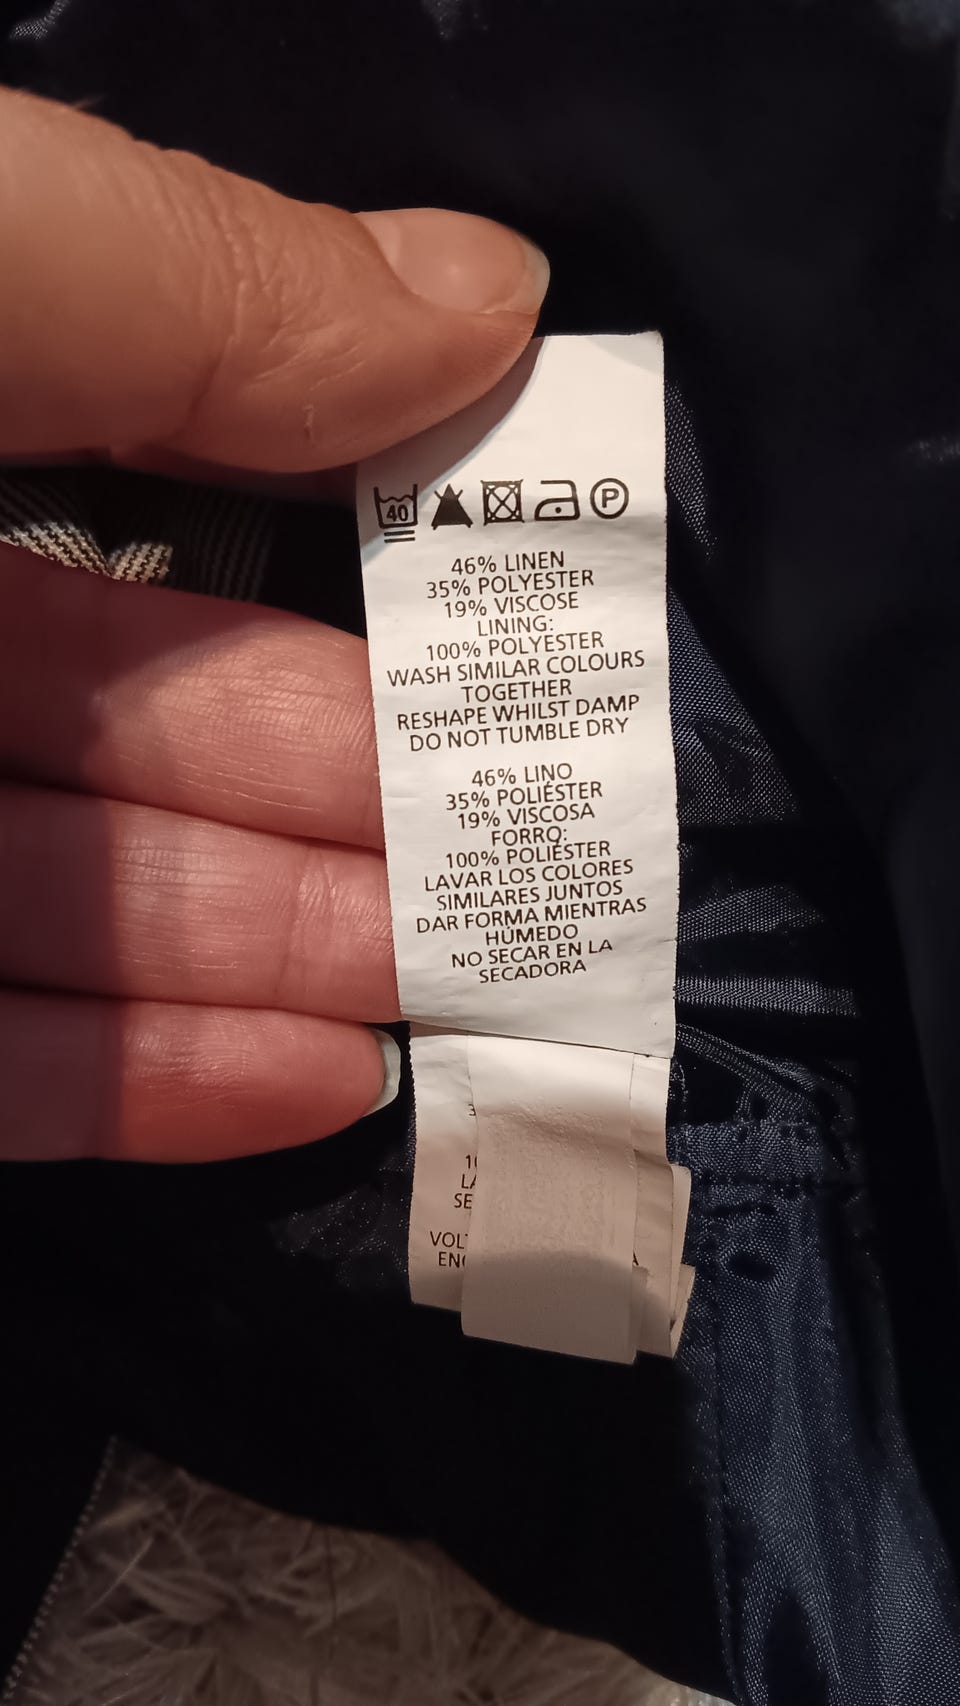 40 P
46% LINEN
35% POLYESTER
19% VISCOSE
LINING:
100% POLYESTER
WASH SIMILAR COLOURS
TOGETHER
RESHAPE WHILST DAMP
DO NOT TUMBLE DRY
46% LINO
35% POLIÉSTER
19% VISCOSA
FORRO:
100% POLIÉSTER
LAVAR LOS COLORES
SIMILARES JUNTOS
DAR FORMA MIENTRAS
HÚMEDO
NO SECAR EN LA
SECADORA